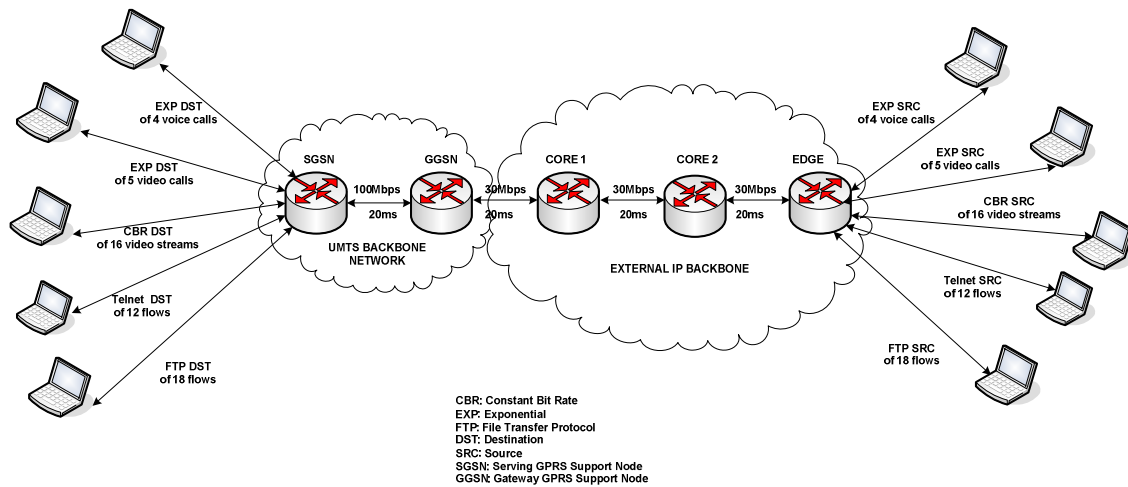 EXP DST
of 4 voice calls
EXP DST
of 5 video calls
CBR DST
of 16 video streams
Telnet DST
of 12 flows
FTP DST
of 18 flows
SGSN
GGSN
100Mbps
20ms
UMTS BACKBONE
NETWORK
30Mbps
20ms
CORE 1
CORE 2
EDGE
30Mbps
20ms
30Mbps
20ms
EXTERNAL IP BACKBONE
EXP SRC
of 4 voice calls
EXP SRC
of 5 video calls
CBR SRC
of 16 video streams
Telnet SRC
of 12 flows
FTP SRC
of 18 flows
CBR: Constant Bit Rate
EXP: Exponential
FTP: File Transfer Protocol
DST: Destination
SRC: Source
SGSN: Serving GPRS Support Node
GGSN: Gateway GPRS Support Node